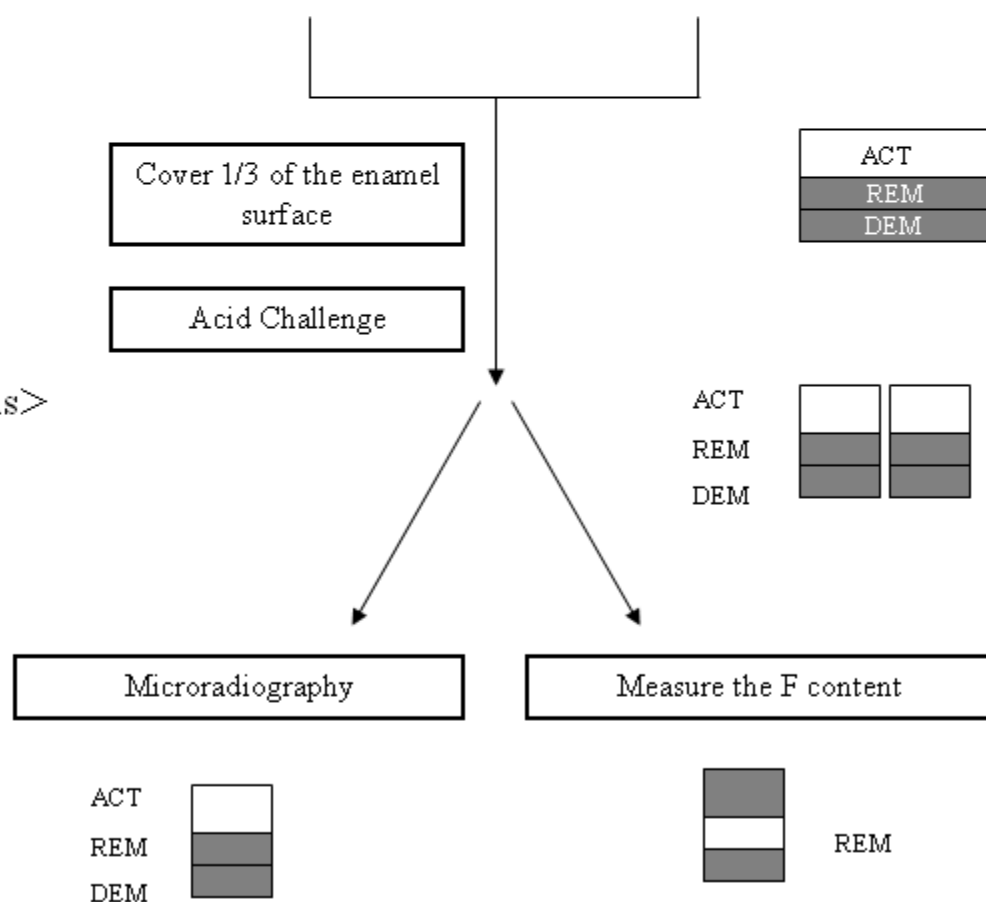 Cover 1/3 of the enamel
surface
ACT
REM
DEM
Acid Challenge
s>
ACT
REM
DEM
Microradiography
Measure the F content
ACT
REM
DEM
REM